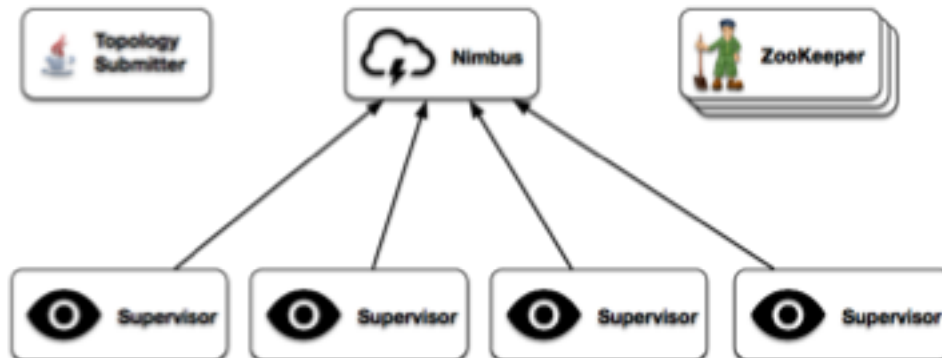 Topology
Submitter
Nimbus
ZooKeeper
Supervisor
Supervisor
Supervisor
Supervisor